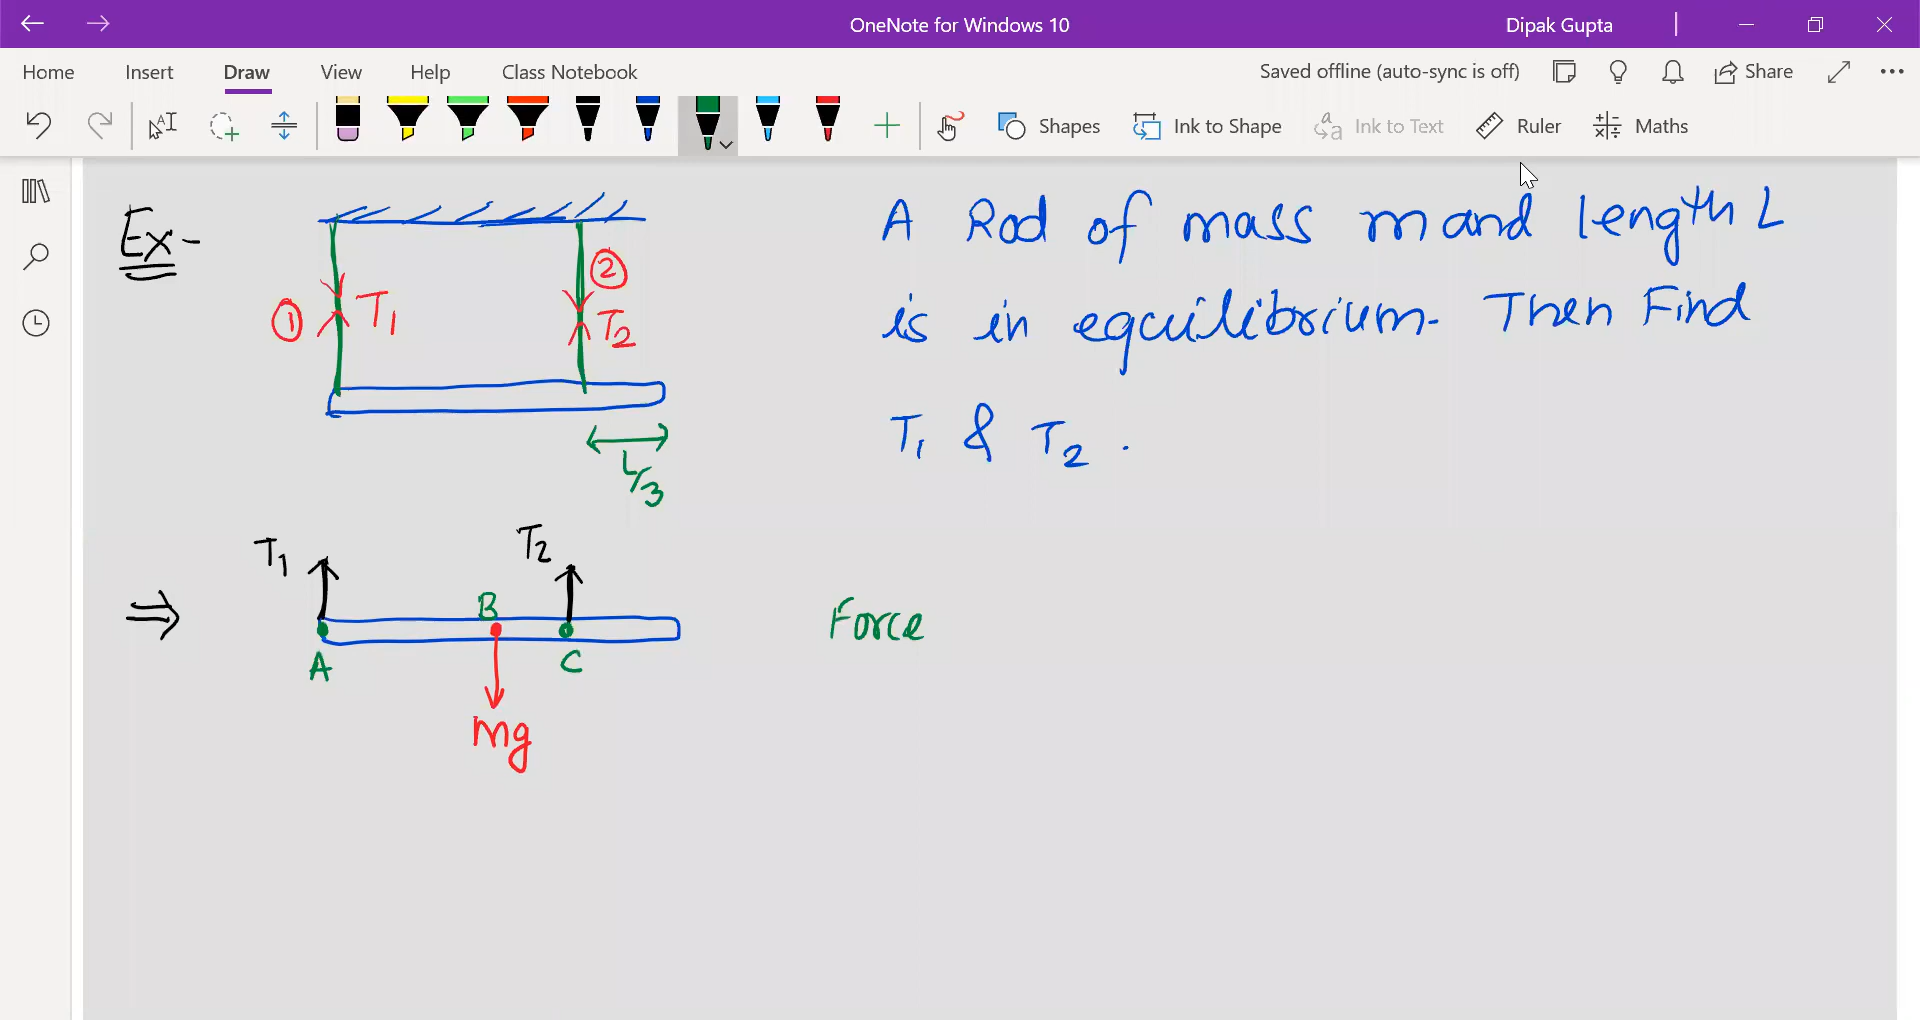 OneNote for Windows 10
Dipak Gupta
Home Insert Draw View Help Class Notebook
Saved offline (auto-sync is off) Share
Shapes Ink to Shape Ink to Text Ruler Maths
Ex-
A Rod of mass m and length L
is in equilibrium. Then Find
T1 & T2 .
① T1
② T2
L/3
T1 T2
⇒
B
A C
mg
Force